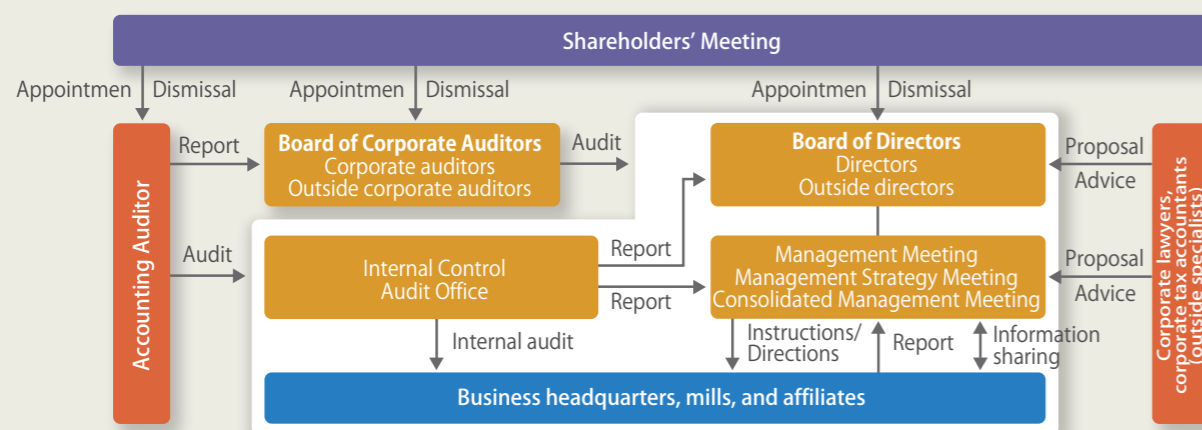 Shareholders’ Meeting
Appointmen Dismissal
Appointmen Dismissal
Appointmen Dismissal
Accounting Auditor
Report
Board of Corporate Auditors
Corporate auditors
Outside corporate auditors
Audit
Board of Directors
Directors
Outside directors
Proposal
Advice
Corporate lawyers,
corporate tax accountants
(outside specialists)
Audit
Internal Control
Audit Office
Report
Report
Management Meeting
Management Strategy Meeting
Consolidated Management Meeting
Proposal
Advice
Internal audit
Instructions/
Directions
Report
Information
sharing
Business headquarters, mills, and affiliates